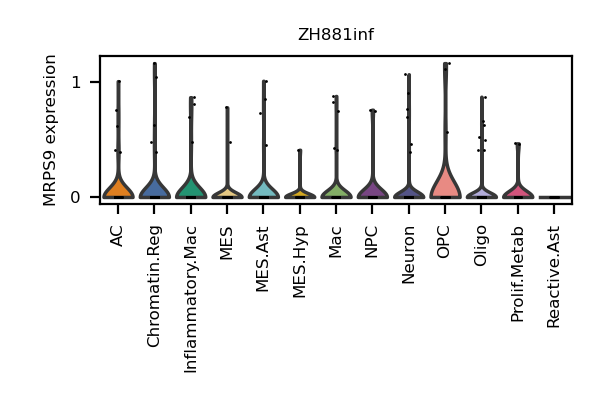 ZH881inf
MRPS9 expression
1
0
AC
Chromatin.Reg
Inflammatory.Mac
MES
MES.Ast
MES.Hyp
Mac
NPC
Neuron
OPC
Oligo
Prolif.Metab
Reactive.Ast